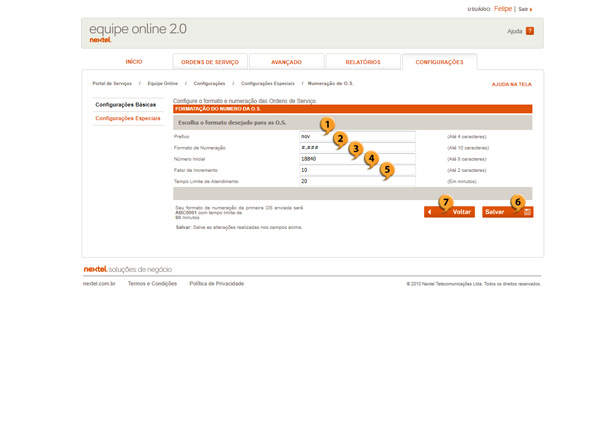 USUÁRIO: Felipe | Sair
equipe online 2.0
nextel
Ajuda ?
INÍCIO ORDENS DE SERVIÇO AVANÇADO RELATÓRIOS CONFIGURAÇÕES
Portal de Serviços / Equipe Online / Configurações / Configurações Especiais / Numeração de O.S.
AJUDA NA TELA
Configurações Básicas
Configurações Especiais
Configure o formato e numeração das Ordens de Serviço.
FORMATAÇÃO DO NUMERO DA O.S.
Escolha o formato desejado para as O.S.
1
Prefixo nov (Até 4 caracteres)
2
Formato de Numeração #,### (Até 10 caracteres)
3
Número Inicial 18840 (Até 8 caracteres)
4
Fator de Incremento 10 (Até 2 caracteres)
5
Tempo Limite de Atendimento 20 (Em minutos)
Seu formato de numeração da primeira OS enviada será
ABC0001 com tempo limite de
60 minutos
7 Voltar 6 Salvar
Salvar: Salve as alterações realizadas nos campos acima.
nextel soluções de negócio
nextel.com.br Termos e Condições Política de Privacidade
© 2010 Nextel Telecomunicações Ltda. Todos os direitos reservados.